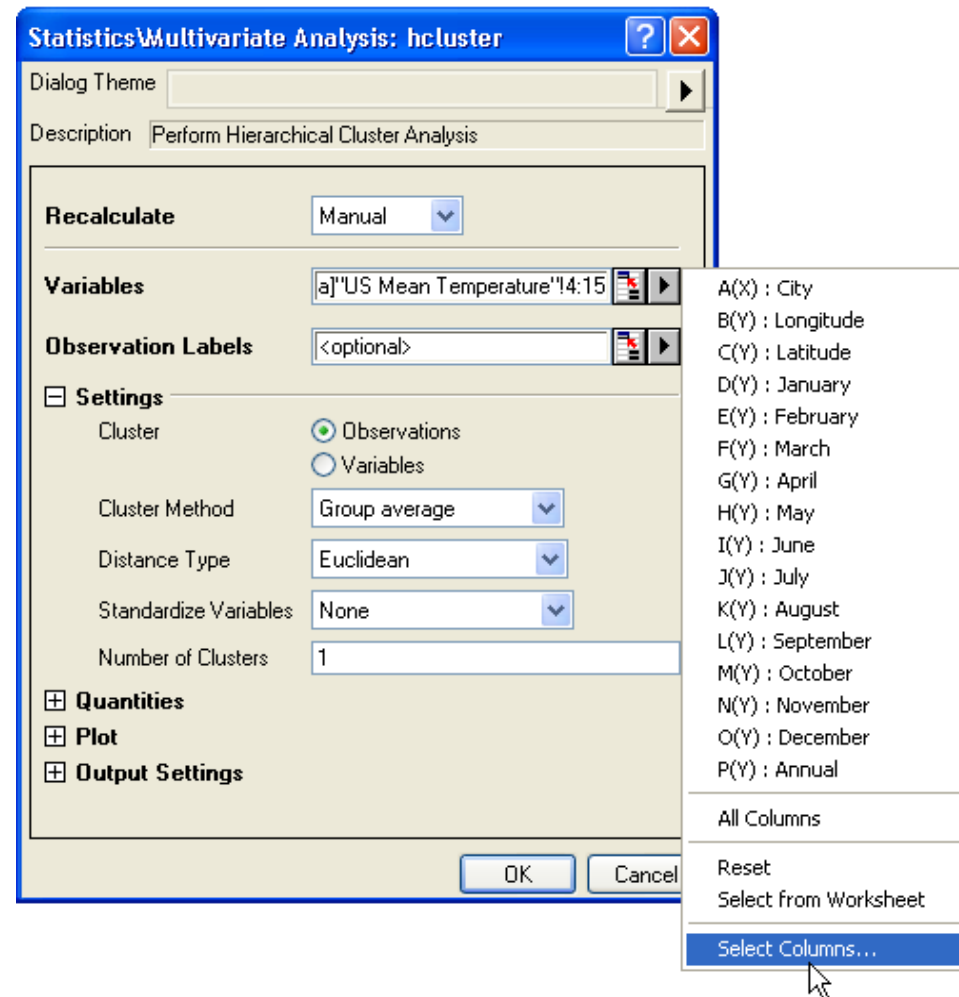 Statistics\Multivariate Analysis: hcluster
Dialog Theme
Description Perform Hierarchical Cluster Analysis
Recalculate Manual
Variables a]"US Mean Temperature"!4:15
Observation Labels <optional>
Settings
Cluster Observations
Variables
Cluster Method Group average
Distance Type Euclidean
Standardize Variables None
Number of Clusters 1
Quantities
Plot
Output Settings
OK Cancel
A(X) : City
B(Y) : Longitude
C(Y) : Latitude
D(Y) : January
E(Y) : February
F(Y) : March
G(Y) : April
H(Y) : May
I(Y) : June
J(Y) : July
K(Y) : August
L(Y) : September
M(Y) : October
N(Y) : November
O(Y) : December
P(Y) : Annual
All Columns
Reset
Select from Worksheet
Select Columns...